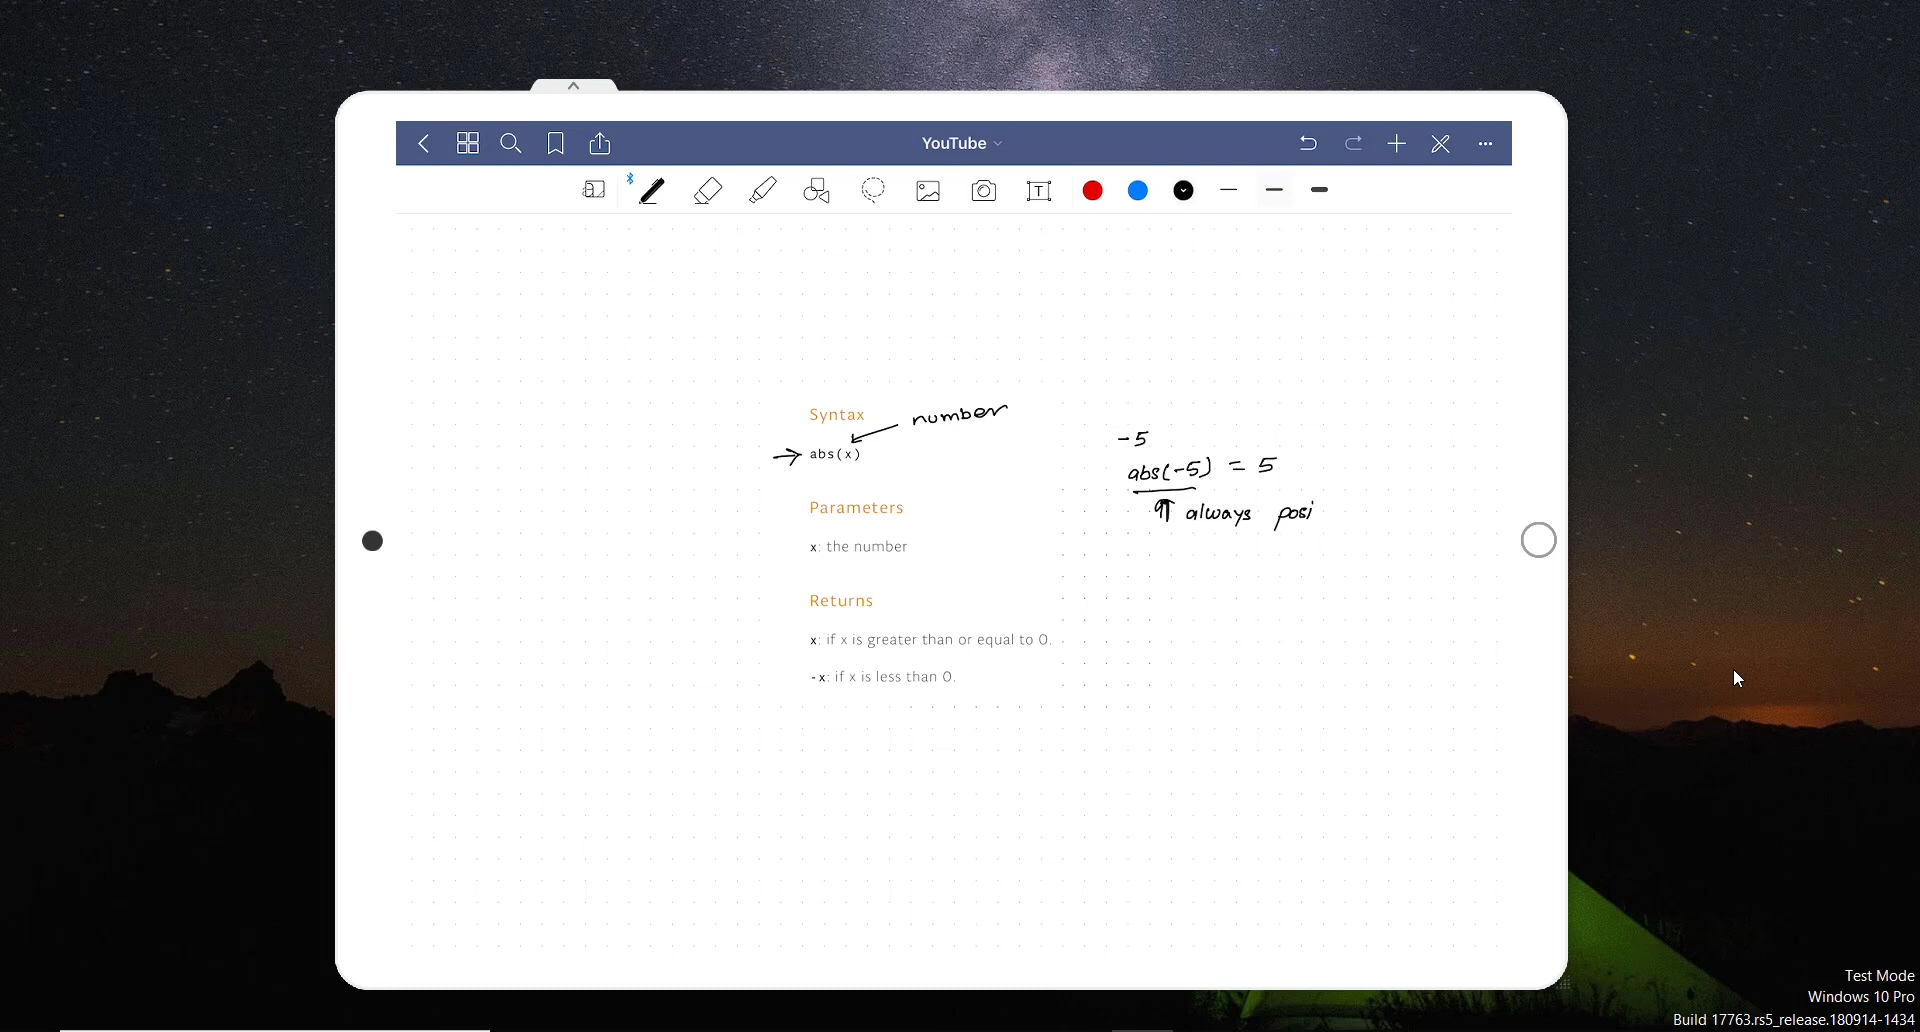 YouTube
T
Syntax
number
abs(x)
-5
abs(-5) = 5
always posi
Parameters
x: the number
Returns
x: if x is greater than or equal to 0.
-x: if x is less than 0.
Test Mode
Windows 10 Pro
Build 17763.rs5_release.180914-1434